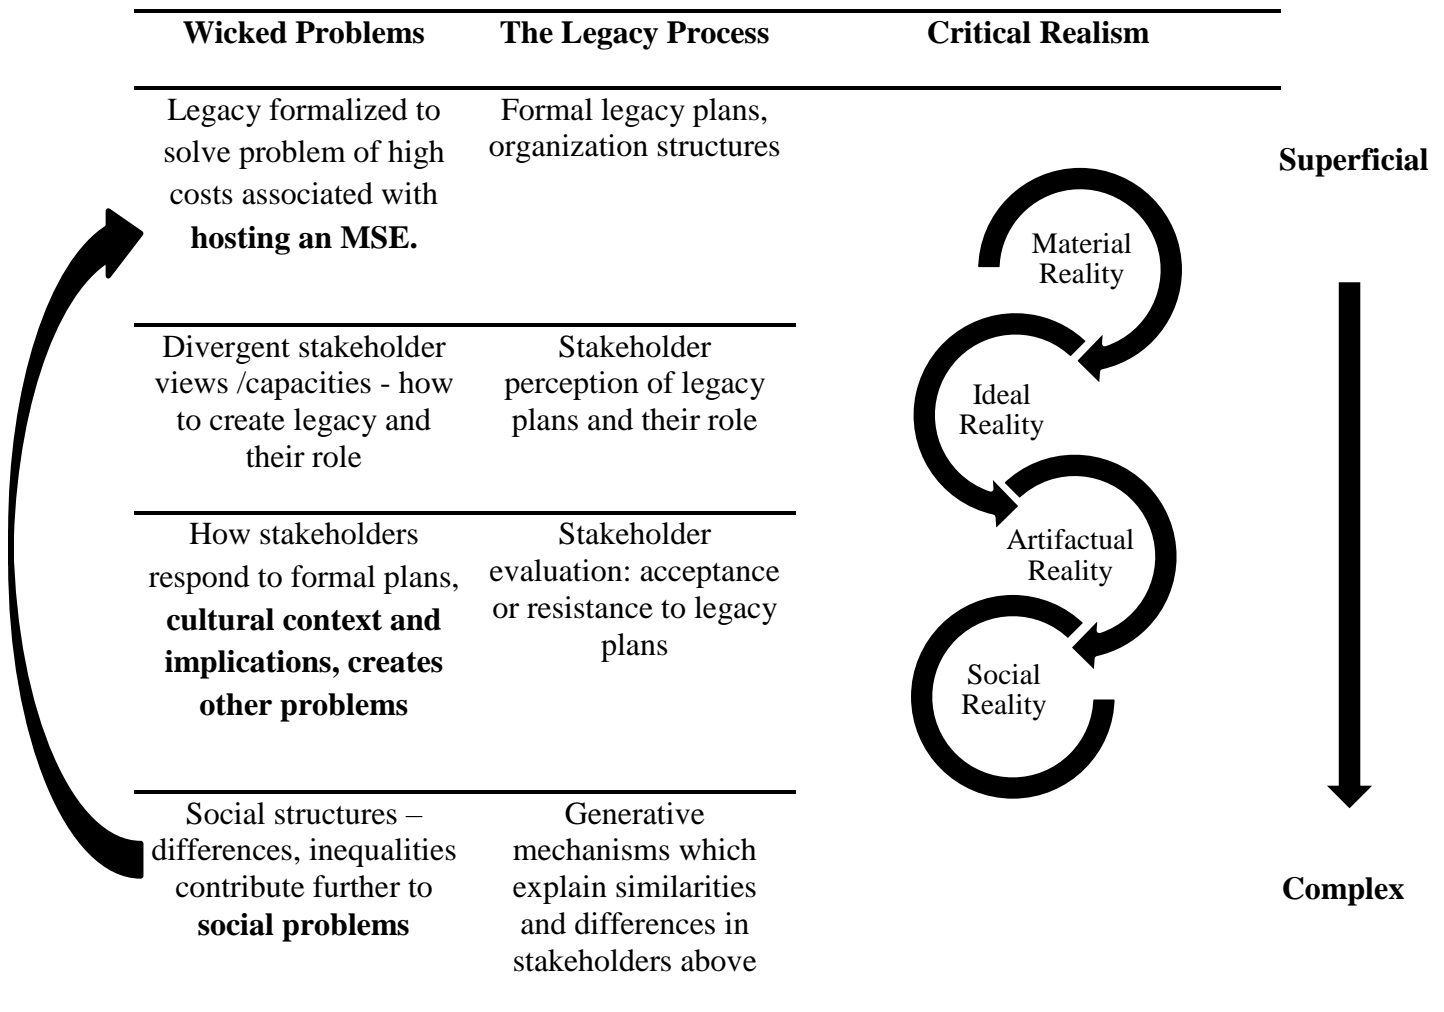 Wicked Problems
The Legacy Process
Critical Realism
Legacy formalized to
solve problem of high
costs associated with
hosting an MSE.
Formal legacy plans,
organization structures
Superficial
Material
Reality
Divergent stakeholder
views /capacities - how
to create legacy and
their role
Stakeholder
perception of legacy
plans and their role
Ideal
Reality
How stakeholders
respond to formal plans,
cultural context and
implications, creates
other problems
Stakeholder
evaluation: acceptance
or resistance to legacy
plans
Artifactual
Reality
Social
Reality
Social structures –
differences, inequalities
contribute further to
social problems
Generative
mechanisms which
explain similarities
and differences in
stakeholders above
Complex